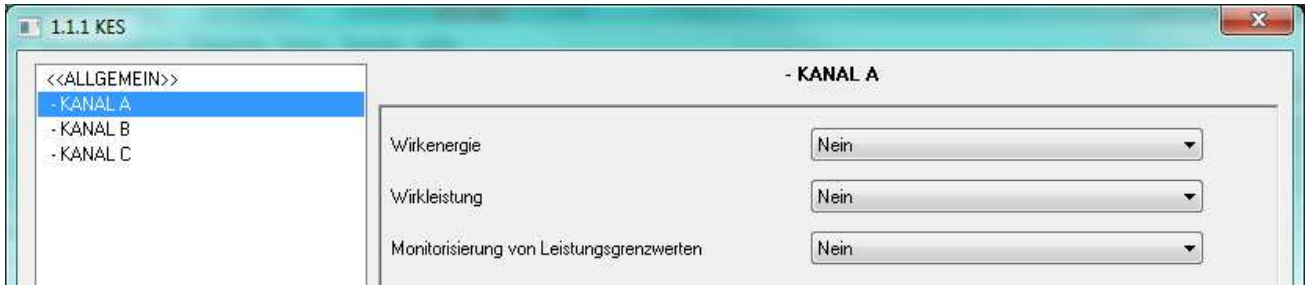 1.1.1 KES
<<ALLGEMEIN>>
- KANAL A
- KANAL B
- KANAL C
- KANAL A
Wirkenergie Nein
Wirkleistung Nein
Monitorisierung von Leistungsgrenzwerten Nein